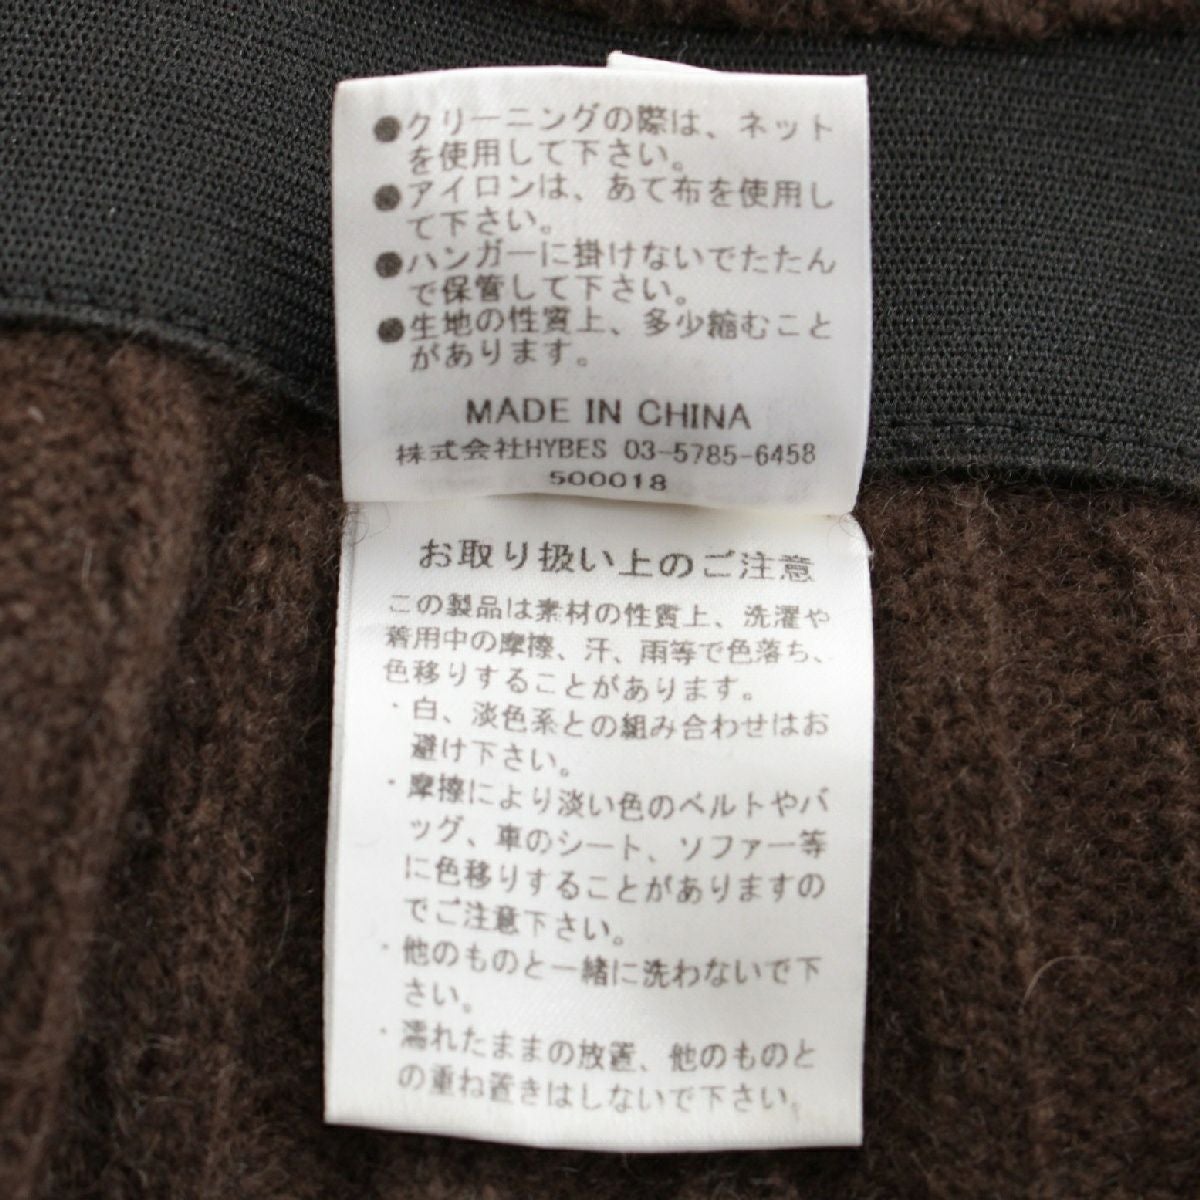 ●クリーニングの際は、ネット
を使用して下さい。
●アイロンは、あて布を使用し
て下さい。
●ハンガーに掛けないでたたん
で保管して下さい。
●生地の性質上、多少縮むこと
があります。
MADE IN CHINA
株式会社HYBES 03-5785-6458
500018
お取り扱い上のご注意
この製品は素材の性質上、洗濯や
着用中の摩擦、汗、雨等で色落ち、
色移りすることがあります。
・白、淡色系との組み合わせはお
避け下さい。
・摩擦により淡い色のベルトやバ
ッグ、車のシート、ソファー等
に色移りすることがありますの
でご注意下さい。
・他のものと一緒に洗わないで下
さい。
・濡れたままの放置、他のものと
の重ね置きはしないで下さい。